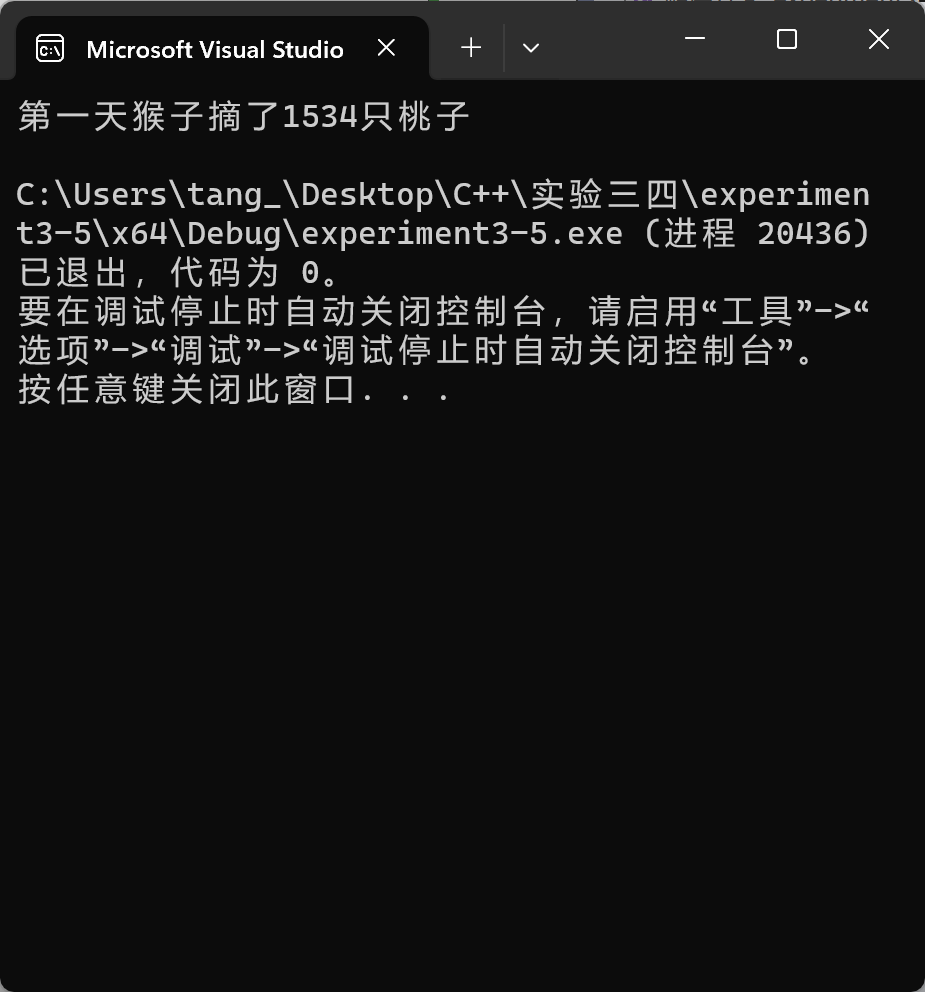 Microsoft Visual Studio
第一天猴子摘了1534只桃子
C:\Users\tang_\Desktop\C++\实验三四\experimen
t3-5\x64\Debug\experiment3-5.exe (进程 20436)
已退出，代码为 0。
要在调试停止时自动关闭控制台，请启用“工具”->“
选项”->“调试”->“调试停止时自动关闭控制台”。
按任意键关闭此窗口. . .